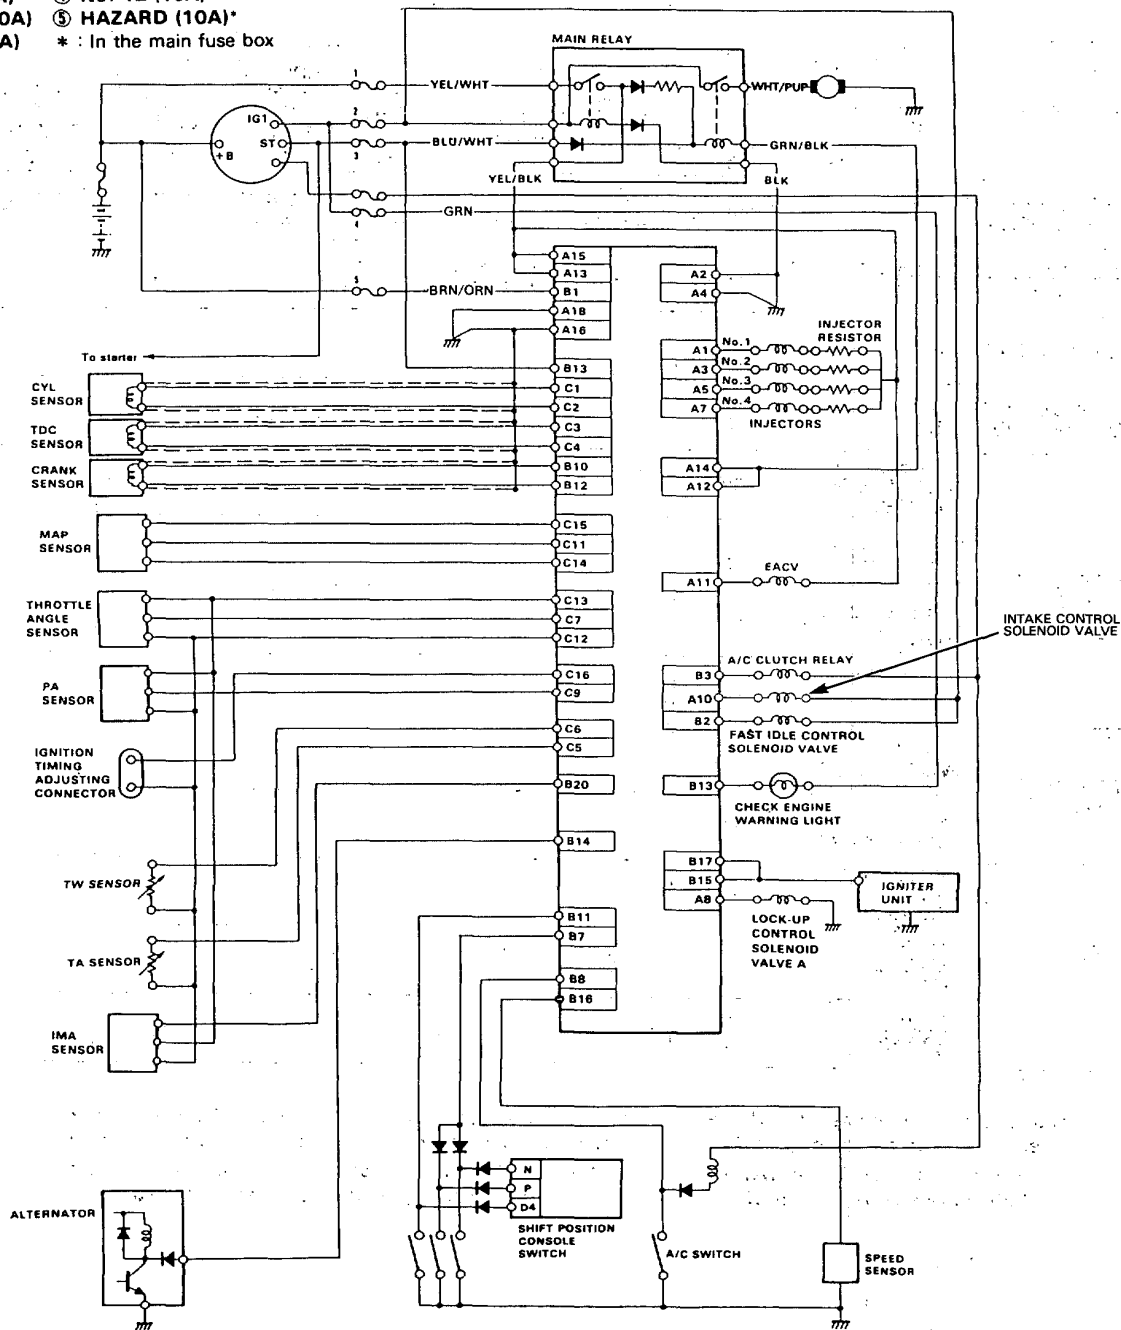 ⑤ HAZARD (10A)*
* : In the main fuse box
MAIN RELAY
1
YEL/WHT
WHT/PUP
IG1
2
ST
3
BLU/WHT
GRN/BLK
+B
YEL/BLK
BLK
GRN
4
A15
A13
5
BRN/ORN
B1
A18
A16
A2
A4
To starter
B13
CYL
SENSOR
C1
C2
TDC
SENSOR
C3
C4
CRANK
SENSOR
B10
B12
INJECTOR
RESISTOR
A1
No.1
A3
No.2
A5
No.3
A7
No.4
INJECTORS
A14
A12
MAP
SENSOR
C15
C11
C14
A11
EACV
THROTTLE
ANGLE
SENSOR
C13
C7
C12
INTAKE CONTROL
SOLENOID VALVE
PA
SENSOR
C16
C9
A/C CLUTCH RELAY
B3
A10
B2
FAST IDLE CONTROL
SOLENOID VALVE
IGNITION
TIMING
ADJUSTING
CONNECTOR
C6
C5
B20
B13
CHECK ENGINE
WARNING LIGHT
B14
TW SENSOR
B17
B15
A8
IGNITER
UNIT
LOCK-UP
CONTROL
SOLENOID
VALVE A
B11
B7
TA SENSOR
B8
B16
IMA
SENSOR
N
P
D4
SHIFT POSITION
CONSOLE
SWITCH
ALTERNATOR
A/C SWITCH
SPEED
SENSOR